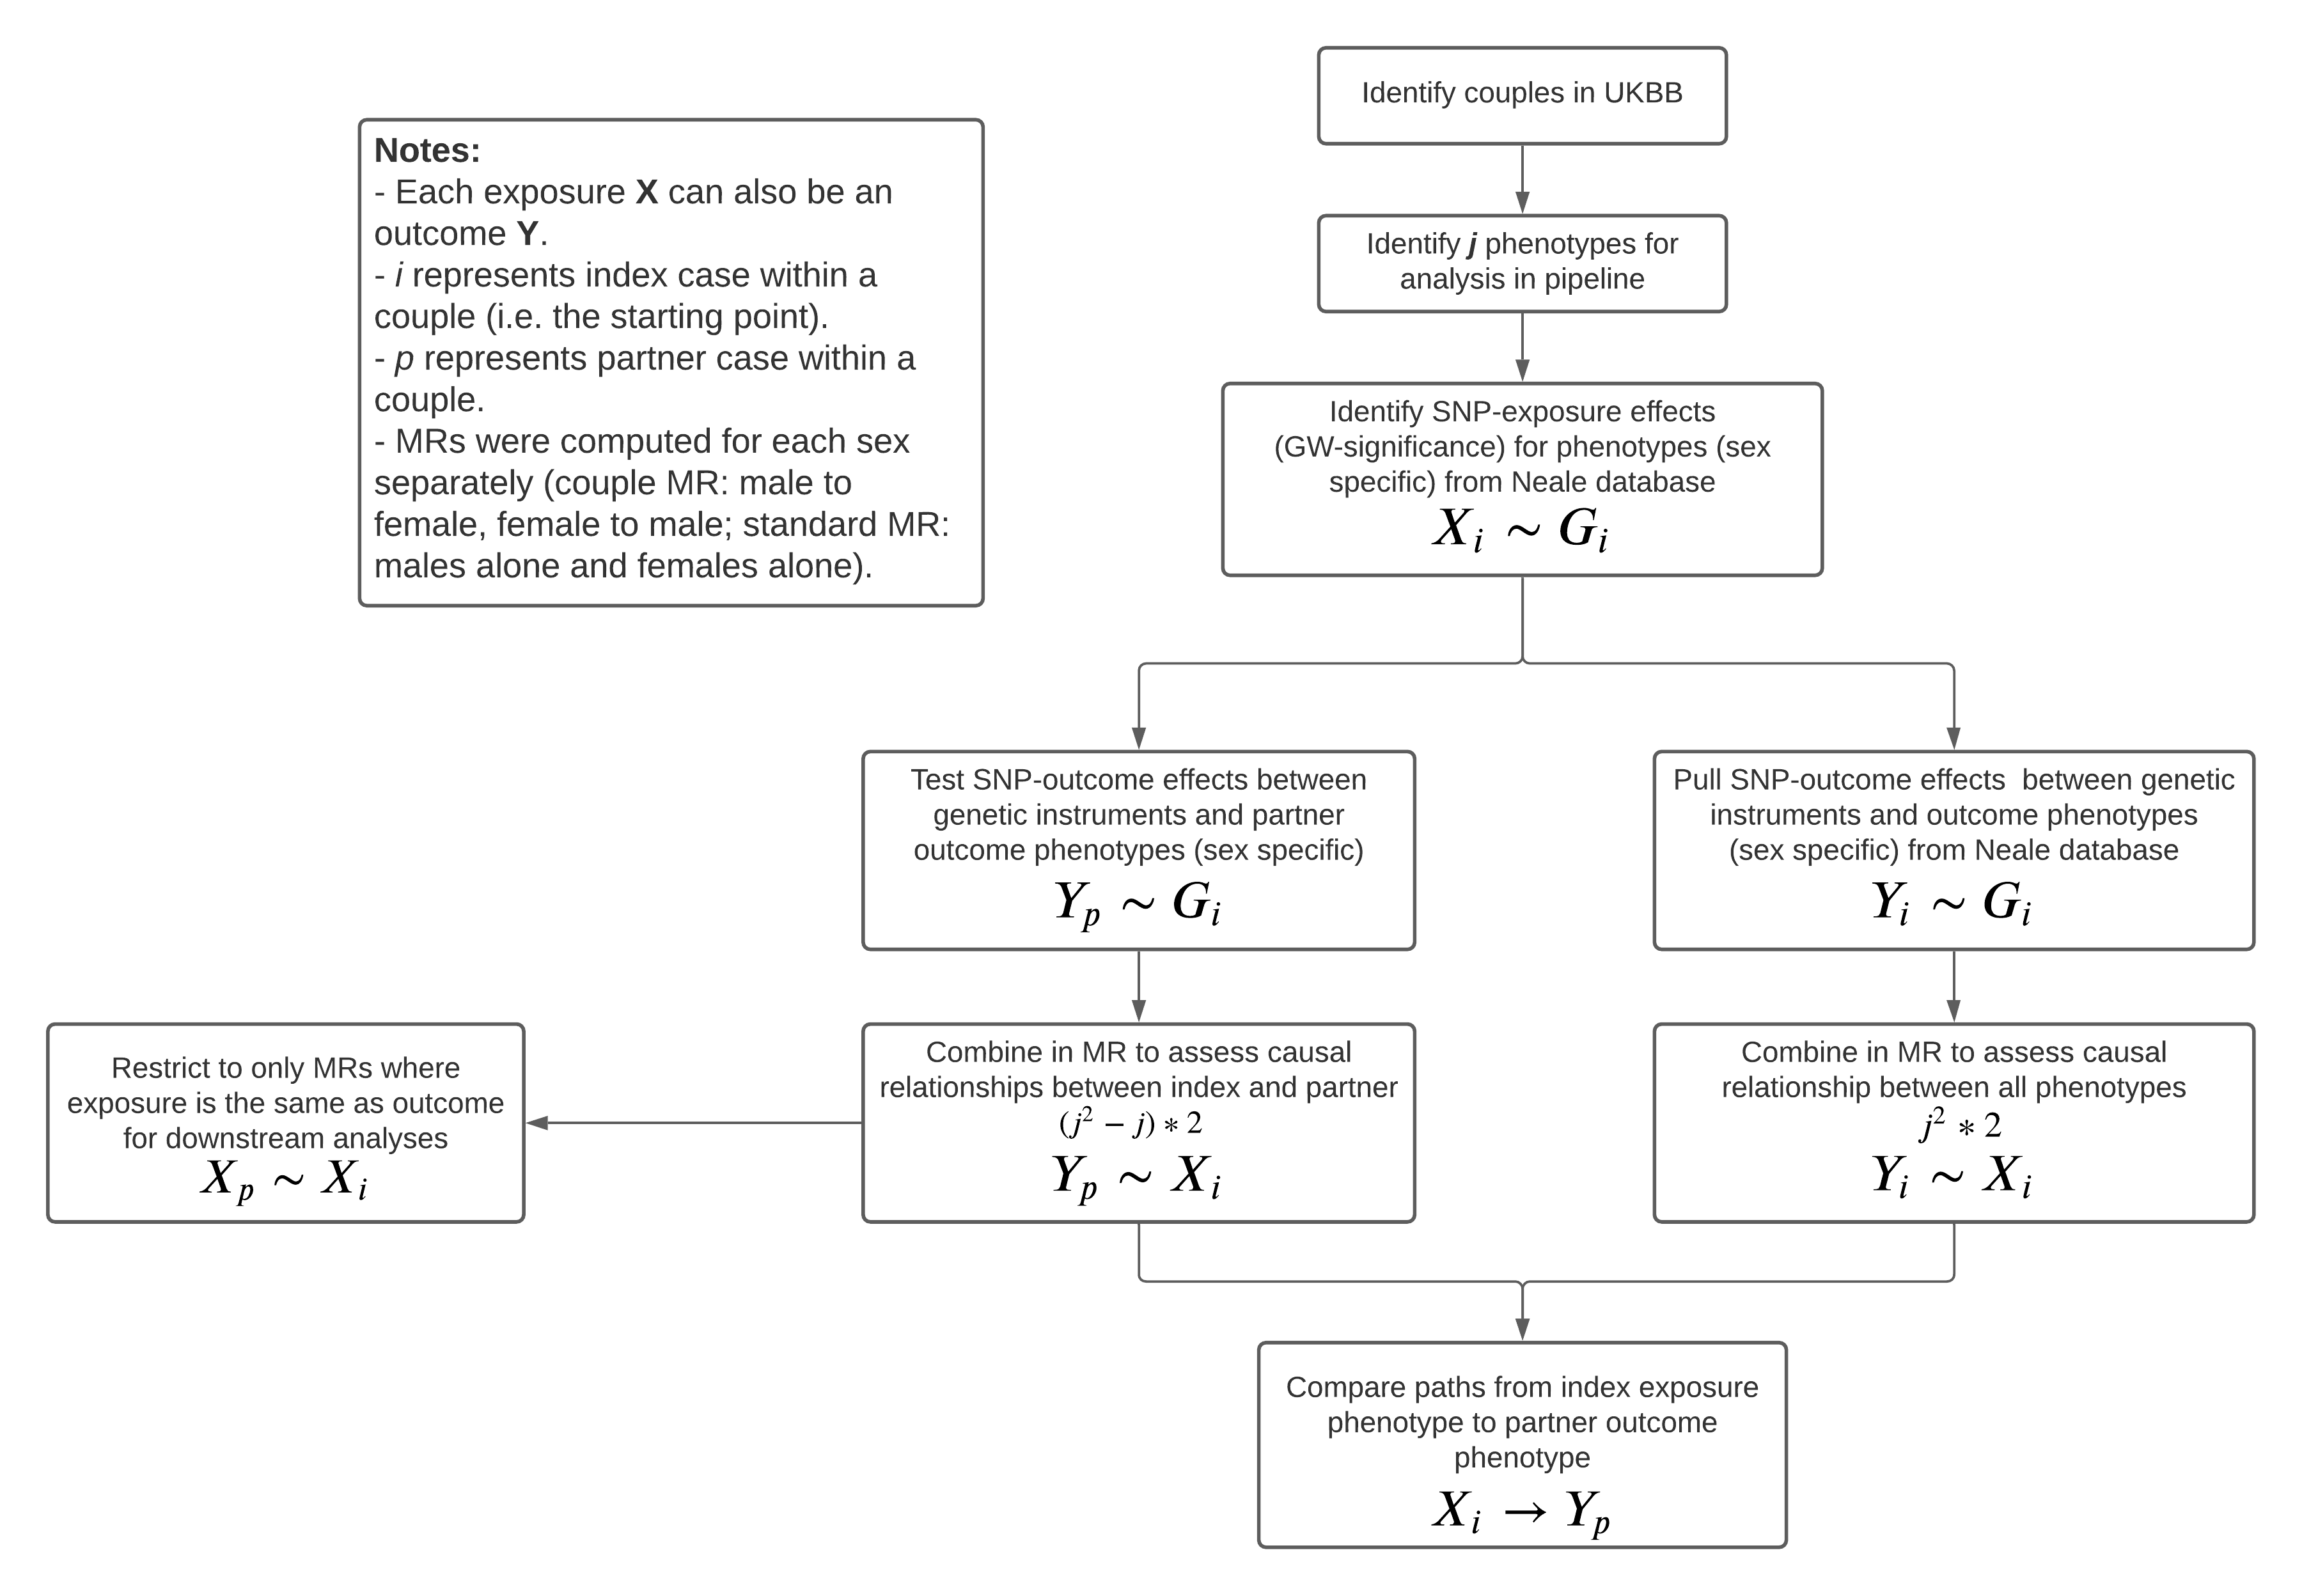 Identify couples in UKBB
Notes:
- Each exposure X can also be an
outcome Y.
- i represents index case within a
couple (i.e. the starting point).
- p represents partner case within a
couple.
- MRs were computed for each sex
separately (couple MR: male to
female, female to male; standard MR:
males alone and females alone).
Identify j phenotypes for
analysis in pipeline
Identify SNP-exposure effects
(GW-significance) for phenotypes (sex
specific) from Neale database
X_i ~ G_i
Test SNP-outcome effects between
genetic instruments and partner
outcome phenotypes (sex specific)
Y_p ~ G_i
Pull SNP-outcome effects  between genetic
instruments and outcome phenotypes
(sex specific) from Neale database
Y_i ~ G_i
Restrict to only MRs where
exposure is the same as outcome
for downstream analyses
X_p ~ X_i
Combine in MR to assess causal
relationships between index and partner
(j² − j) * 2
Y_p ~ X_i
Combine in MR to assess causal
relationship between all phenotypes
j² * 2
Y_i ~ X_i
Compare paths from index exposure
phenotype to partner outcome
phenotype
X_i → Y_p